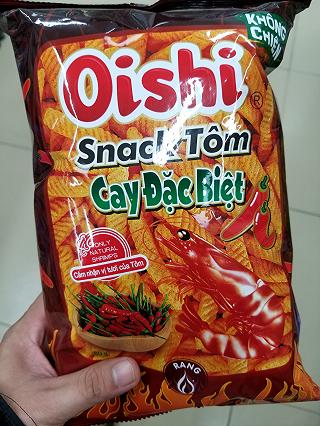 KHÔNG
CHIÊN
Oishi
®
Snack Tôm
Cay Đặc Biệt
ONLY
NATURAL
SHRIMPS
Cảm nhận vị tươi của Tôm
RANG